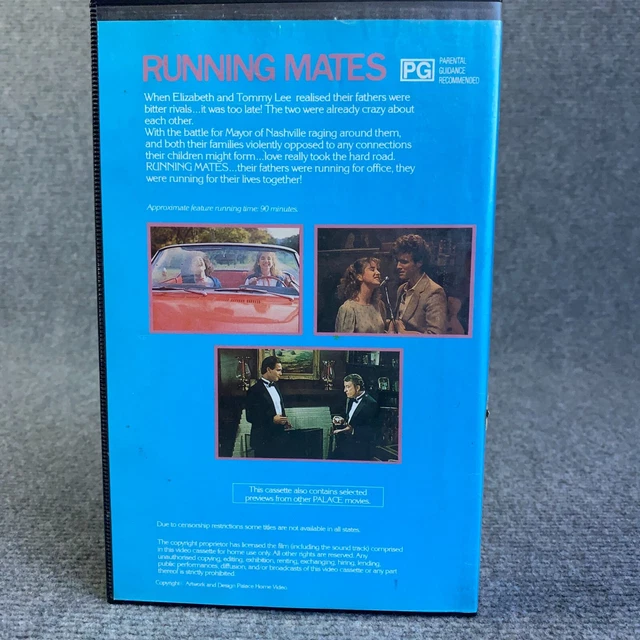 RUNNING MATES
PG PARENTAL
GUIDANCE
RECOMMENDED
When Elizabeth and Tommy Lee realised their fathers were
bitter rivals...it was too late! The two were already crazy about
each other.
With the battle for Mayor of Nashville raging around them,
and both their families violently opposed to any connections
their children might form...love really took the hard road.
RUNNING MATES...their fathers were running for office, they
were running for their lives together!
Approximate feature running time: 90 minutes.
This cassette also contains selected
previews from other PALACE movies.
Due to censorship restrictions some titles are not available in all states.
The copyright proprietor has licensed the film (including the sound track) comprised
in this video cassette for home use only. All other rights are reserved. Any
unauthorised copying, editing, exhibition, renting, exchanging, hiring, lending,
public performances, diffusion, and/or broadcasts of this video cassette or any part
thereof is strictly prohibited.
Copyright: Artwork and Design Palace Home Video.